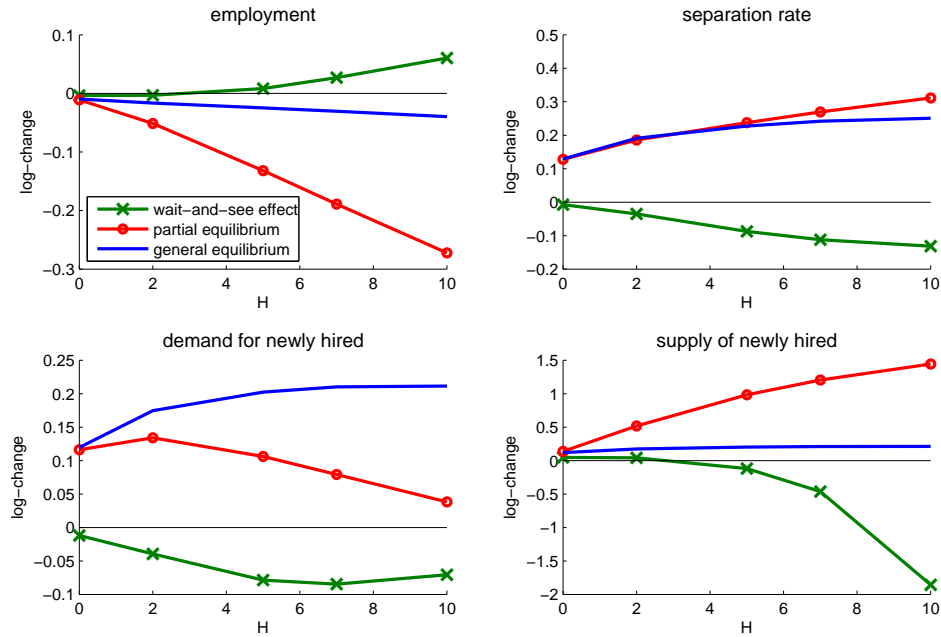 employment
0.1
0
−0.1
−0.2
−0.3
log−change
0 2 4 6 8 10
H
wait−and−see effect
partial equilibrium
general equilibrium
separation rate
0.5
0.4
0.3
0.2
0.1
0
−0.1
−0.2
log−change
0 2 4 6 8 10
H
demand for newly hired
0.25
0.2
0.15
0.1
0.05
0
−0.05
−0.1
log−change
0 2 4 6 8 10
H
supply of newly hired
1.5
1
0.5
0
−0.5
−1
−1.5
−2
log−change
0 2 4 6 8 10
H